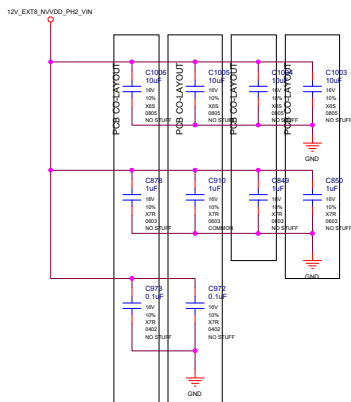 12V_EXT8_NVVDD_PH2_VIN
PCB CO-LAYOUT
PCB CO-LAYOUT
PCB CO-LAYOUT
PCB CO-LAYOUT
C1006
10uF
16V
10%
X6S
0805
NO STUFF
C1005
10uF
16V
10%
X6S
0805
NO STUFF
C1004
10uF
16V
10%
X6S
0805
NO STUFF
C1003
10uF
16V
10%
X6S
0805
NO STUFF
GND
C878
1uF
16V
10%
X7R
0603
NO STUFF
C910
1uF
16V
10%
X7R
0603
COMMON
C849
1uF
16V
10%
X7R
0603
NO STUFF
C850
1uF
16V
10%
X7R
0603
NO STUFF
GND
C973
0.1uF
16V
10%
X7R
0402
NO STUFF
C972
0.1uF
16V
10%
X7R
0402
NO STUFF
GND